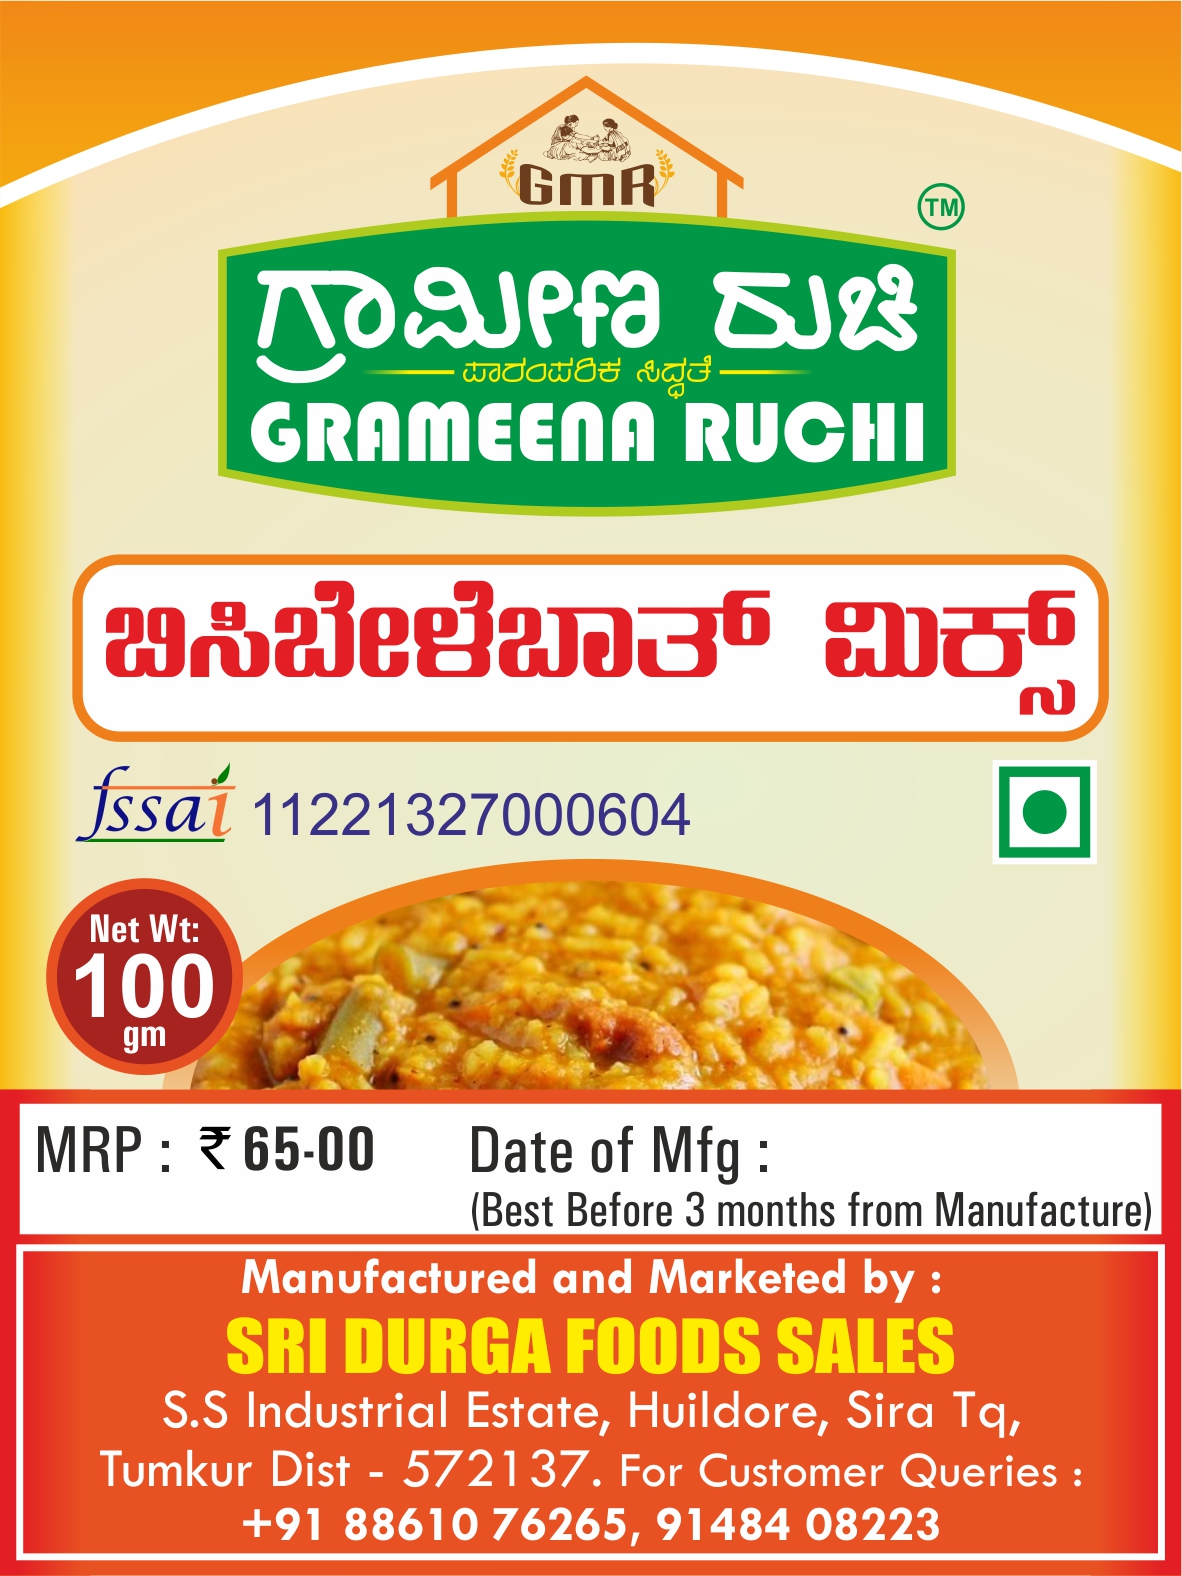 GMR
TM
ಗ್ರಾಮೀಣ ರುಚಿ
ಪಾರಂಪರಿಕ ಸಿದ್ಧತೆ
GRAMEENA RUCHI
ಬಿಸಿಬೇಳೆಬಾತ್ ಮಿಕ್ಸ್
fssai 11221327000604
Net Wt:
100
gm
MRP : ₹ 65-00 Date of Mfg :
(Best Before 3 months from Manufacture)
Manufactured and Marketed by :
SRI DURGA FOODS SALES
S.S Industrial Estate, Huildore, Sira Tq,
Tumkur Dist - 572137. For Customer Queries :
+91 88610 76265, 91484 08223